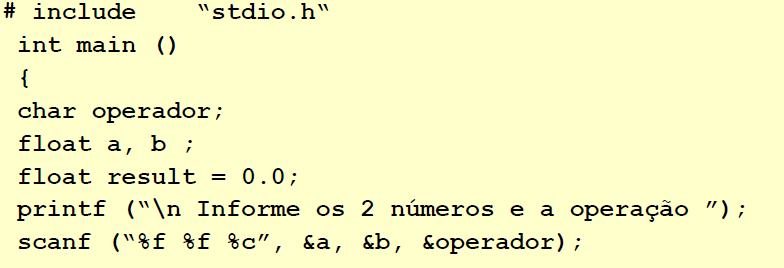 # include    “stdio.h“
int main ()
{
char operador;
float a, b ;
float result = 0.0;
printf (“\n Informe os 2 números e a operação ”);
scanf (“%f %f %c”, &a, &b, &operador);